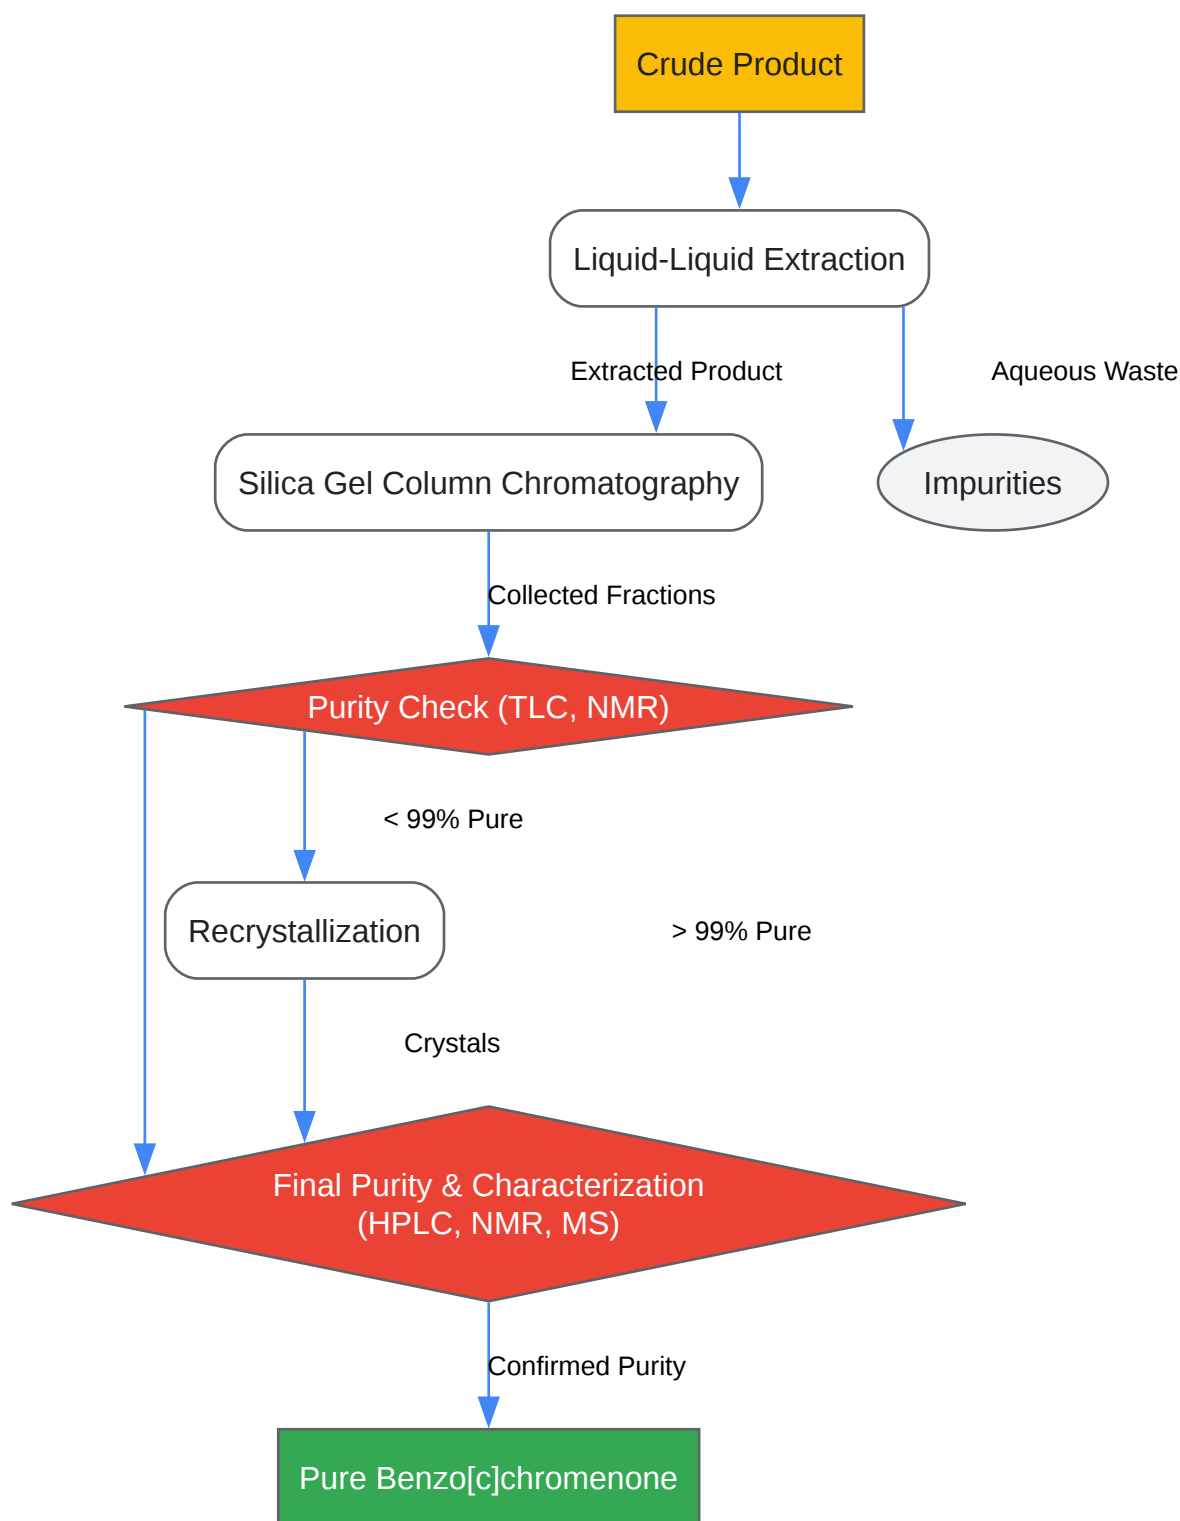 Crude Product
Liquid-Liquid Extraction
Extracted Product
Aqueous Waste
Silica Gel Column Chromatography
Impurities
Collected Fractions
Purity Check (TLC, NMR)
< 99% Pure
Recrystallization
> 99% Pure
Crystals
Final Purity & Characterization
(HPLC, NMR, MS)
Confirmed Purity
Pure Benzo[c]chromenone